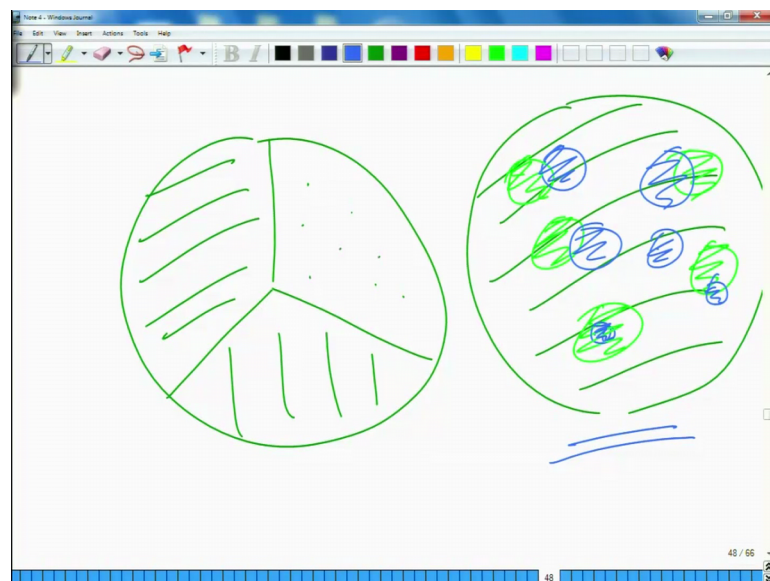 Note 4 - Windows Journal
File Edit View Insert Actions Tools Help
B I
48 / 66
48